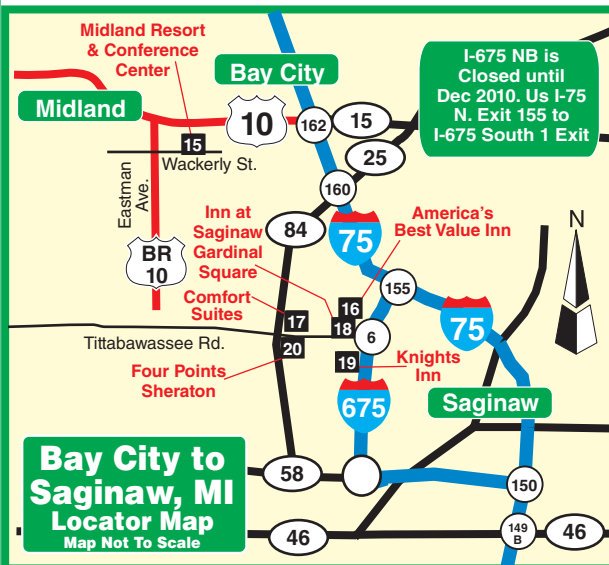 Midland Resort
& Conference
Center
Bay City
I-675 NB is
Closed until
Dec 2010. Us I-75
N. Exit 155 to
I-675 South 1 Exit
Midland
10
162
15
25
15
Wackerly St.
Eastman
Ave.
160
N
Inn at
Saginaw
Gardinal
Square
America's
Best Value Inn
84
75
BR
10
155
Comfort
Suites
16
17
18
75
6
Tittabawassee Rd.
20
19
Knights
Inn
Four Points
Sheraton
675
Saginaw
Bay City to
Saginaw, MI
Locator Map
Map Not To Scale
58
150
46
149
B
46